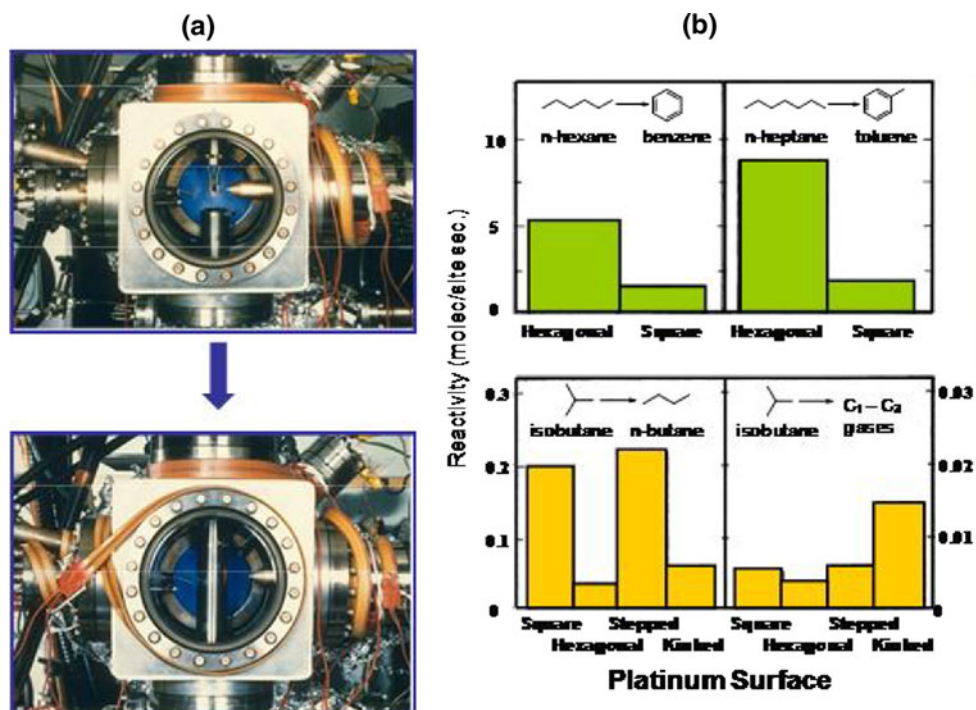 (a)
(b)
n-hexane benzene
n-heptane toluene
10
5
0
Hexagonal Square
Hexagonal Square
Reactivity (molec/site sec.)
0.3
0.2
0.1
0
isobutane n-butane
isobutane C₁ – C₃ gases
0.03
0.02
0.01
0
Square Stepped
Hexagonal Kinked
Square Stepped
Hexagonal Kinked
Platinum Surface